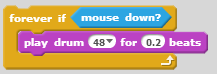 forever if mouse down?
play drum 48 for 0.2 beats